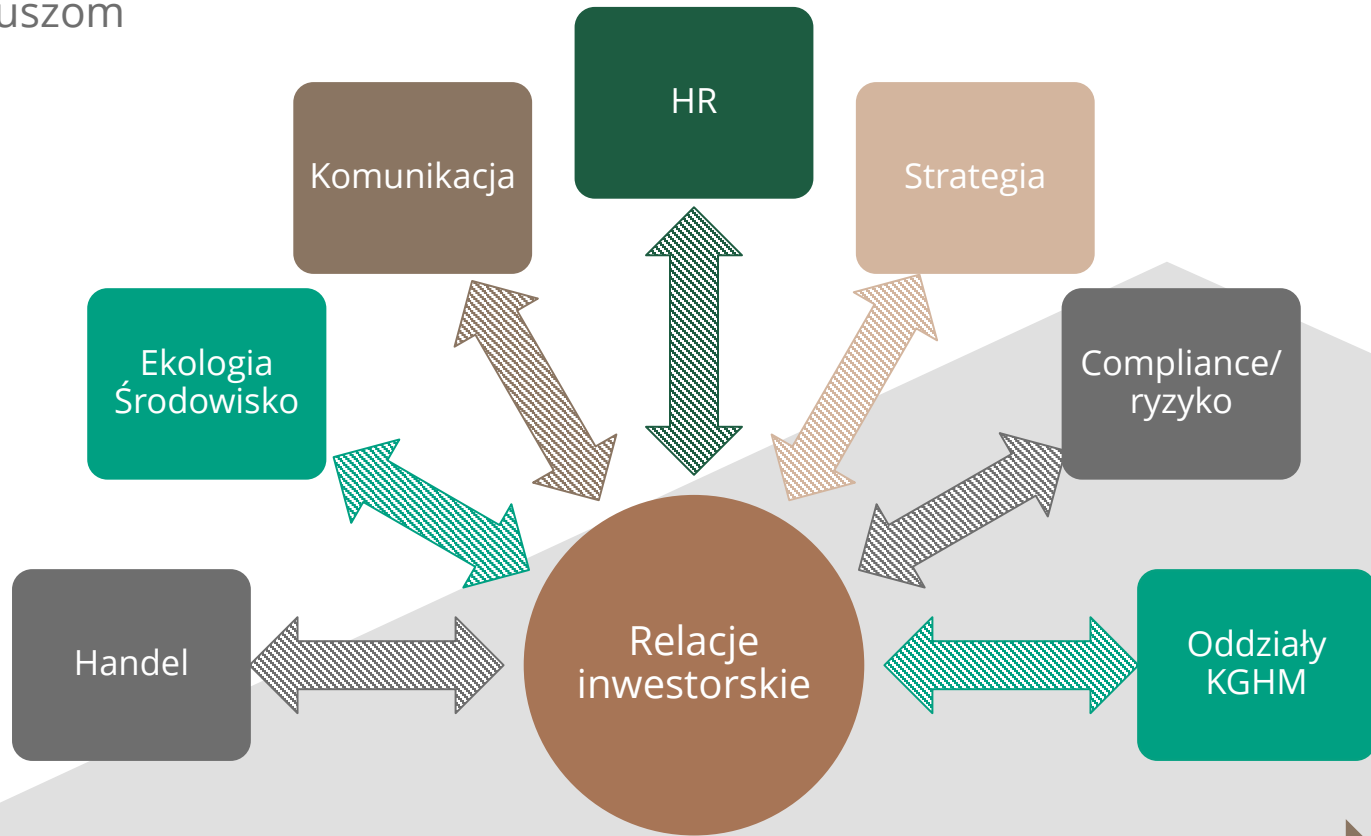 uszom
HR
Komunikacja
Strategia
Ekologia
Środowisko
Compliance/
ryzyko
Handel
Relacje
inwestorskie
Oddziały
KGHM